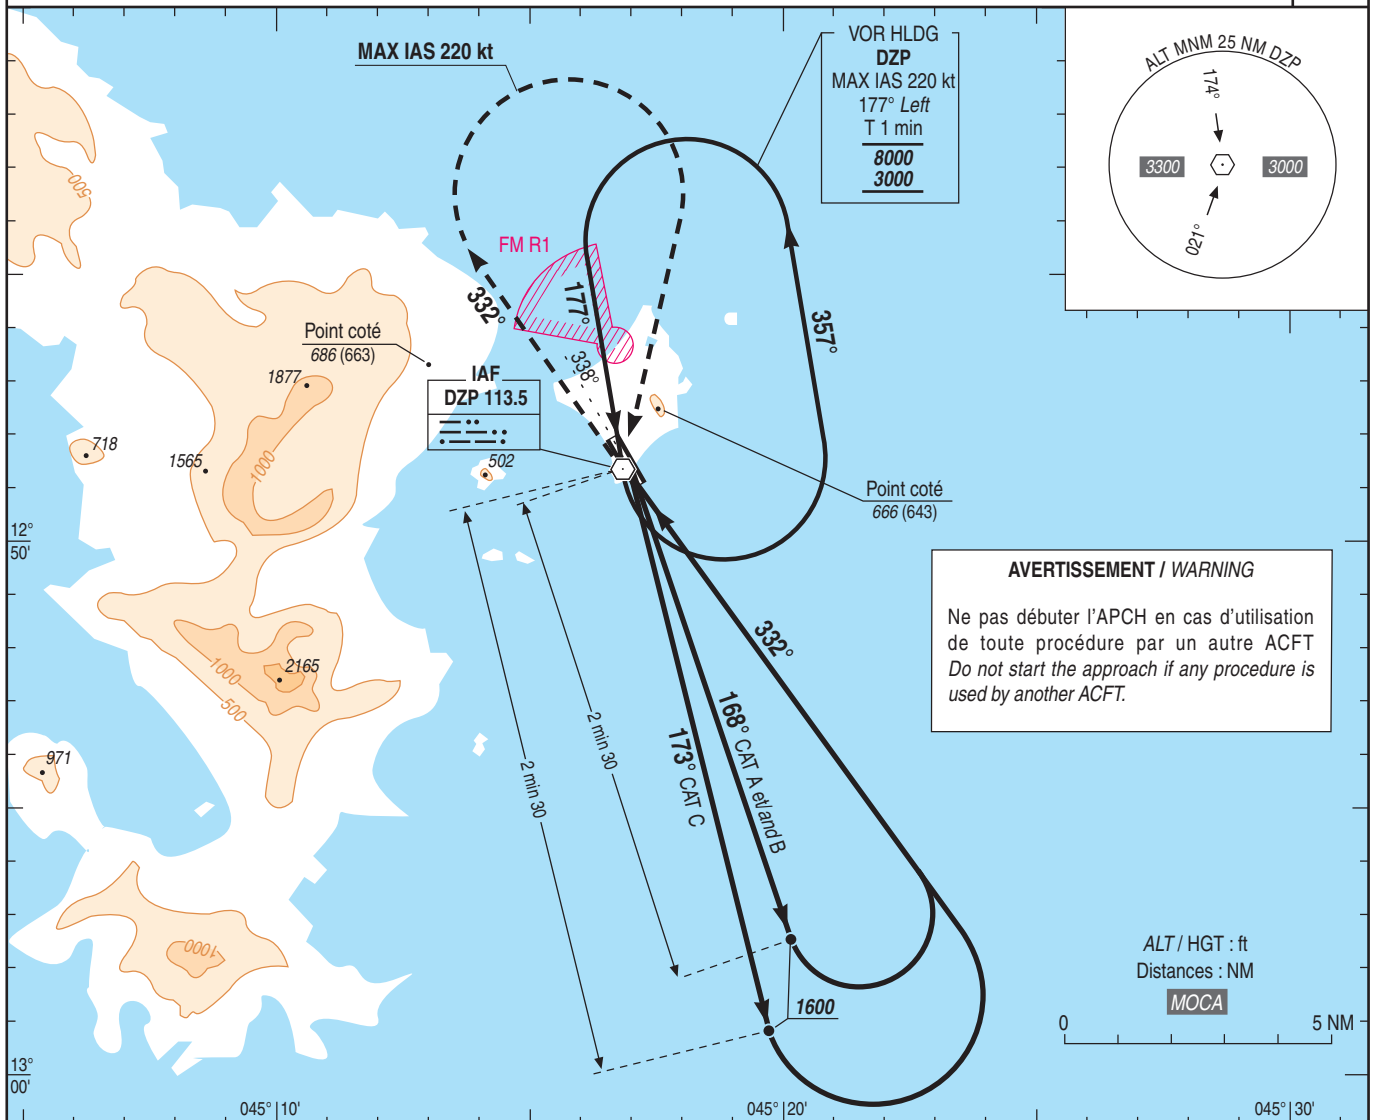 MAX IAS 220 kt
VOR HLDG
DZP
MAX IAS 220 kt
177° Left
T 1 min
8000
3000
ALT MNM 25 NM DZP
174°
3300
3000
021°
500
FM R1
332°
177°
357°
338°
Point coté
686 (663)
1877
IAF
DZP 113.5
718
1565
1000
502
Point coté
666 (643)
12°
50'
AVERTISSEMENT / WARNING
Ne pas débuter l'APCH en cas d'utilisation
de toute procédure par un autre ACFT
Do not start the approach if any procedure is
used by another ACFT.
332°
1000
2165
500
168° CAT A et/and B
173° CAT C
2 min 30
2 min 30
971
1000
ALT / HGT : ft
Distances : NM
MOCA
1600
0
5 NM
13°
00'
045° 10'
045° 20'
045° 30'